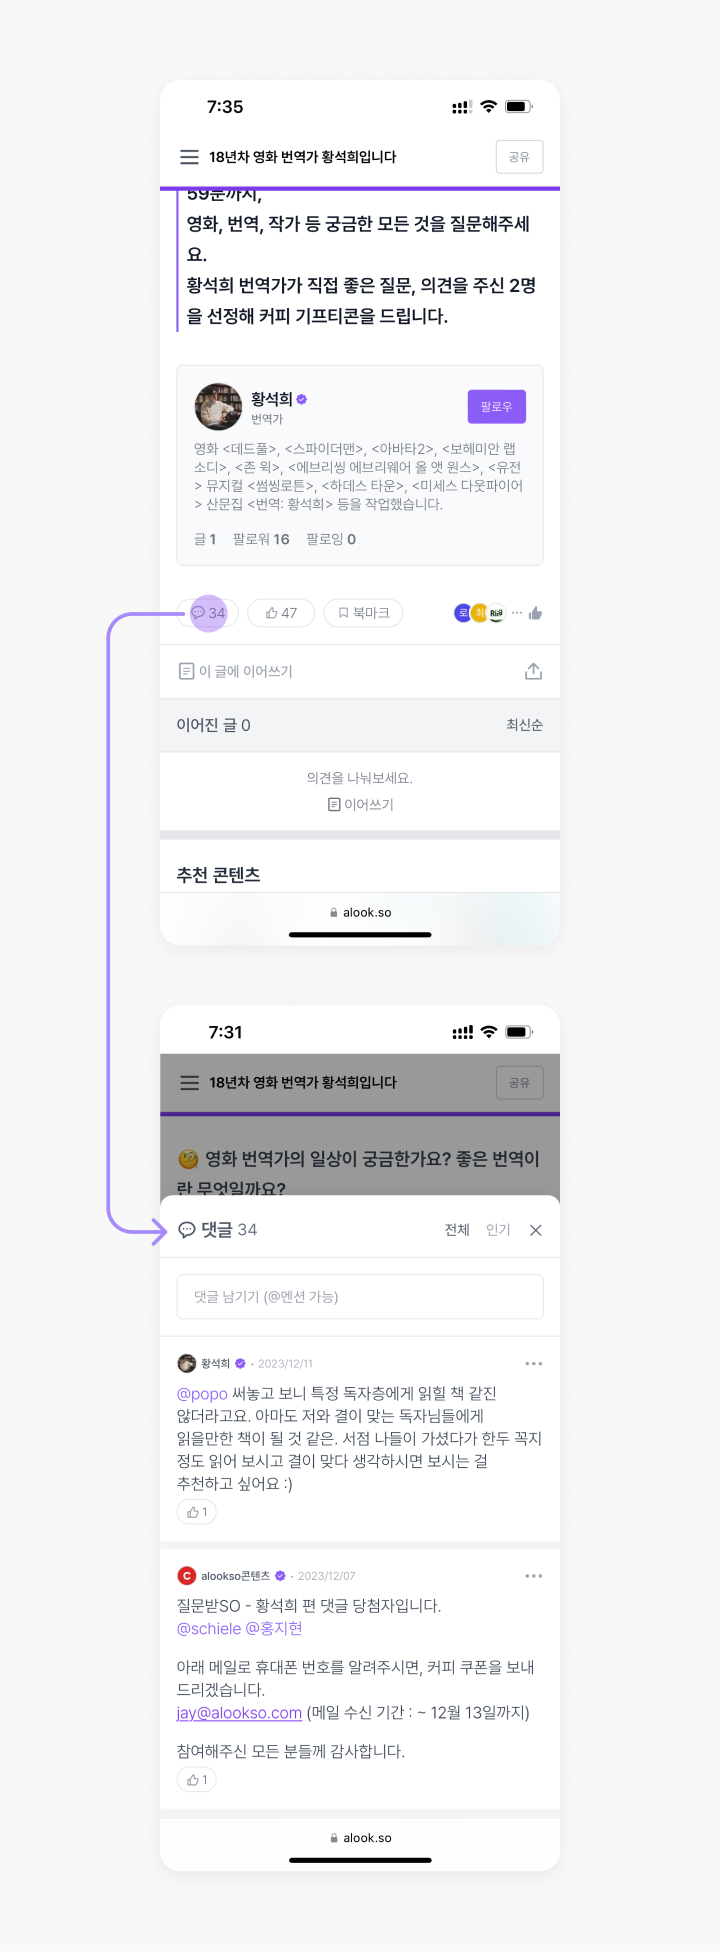 7:35
18년차 영화 번역가 황석희입니다
공유
59분까지,
영화, 번역, 작가 등 궁금한 모든 것을 질문해주세
요.
황석희 번역가가 직접 좋은 질문, 의견을 주신 2명
을 선정해 커피 기프티콘을 드립니다.
황석희
번역가
팔로우
영화 <데드풀>, <스파이더맨>, <아바타2>, <보헤미안 랩
소디>, <존 윅>, <에브리씽 에브리웨어 올 앳 원스>, <유전
> 뮤지컬 <썸씽로튼>, <하데스 타운>, <미세스 다웃파이어
> 산문집 <번역: 황석희> 등을 작업했습니다.
글 1 팔로워 16 팔로잉 0
34
47
북마크
로
최
···
이 글에 이어쓰기
이어진 글 0
최신순
의견을 나눠보세요.
이어쓰기
추천 콘텐츠
alook.so
7:31
18년차 영화 번역가 황석희입니다
공유
영화 번역가의 일상이 궁금한가요? 좋은 번역이
란 무엇일까요?
댓글 34
전체
인기
댓글 남기기 (@멘션 가능)
황석희 · 2023/12/11
@popo 써놓고 보니 특정 독자층에게 읽힐 책 같진
않더라고요. 아마도 저와 결이 맞는 독자님들에게
읽을만한 책이 될 것 같은. 서점 나들이 가셨다가 한두 꼭지
정도 읽어 보시고 결이 맞다 생각하시면 보시는 걸
추천하고 싶어요 :)
1
C
alookso콘텐츠 · 2023/12/07
질문받SO - 황석희 편 댓글 당첨자입니다.
@schiele @홍지현
아래 메일로 휴대폰 번호를 알려주시면, 커피 쿠폰을 보내
드리겠습니다.
jay@alookso.com (메일 수신 기간 : ~ 12월 13일까지)
참여해주신 모든 분들께 감사합니다.
1
alook.so